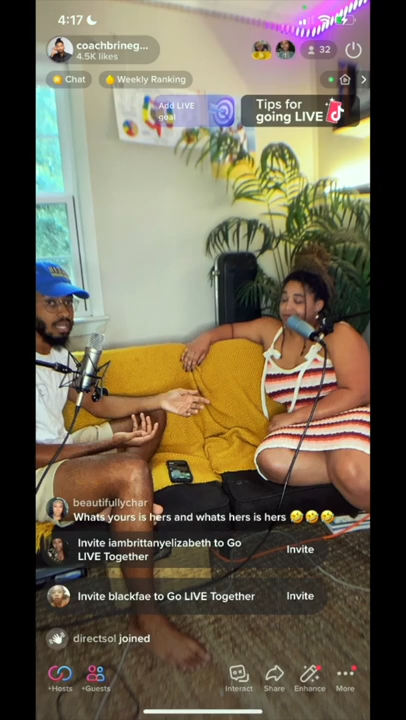 4:17
coachbrineg...
4.5K likes
32
Chat
Weekly Ranking
Add LIVE
goal
Tips for
going LIVE
beautifullychar
Whats yours is hers and whats hers is hers 🤣🤣🤣
Invite iambrittanyelizabeth to Go
LIVE Together
Invite
Invite blackfae to Go LIVE Together
Invite
directsol joined
+Hosts
+Guests
Interact
Share
Enhance
More